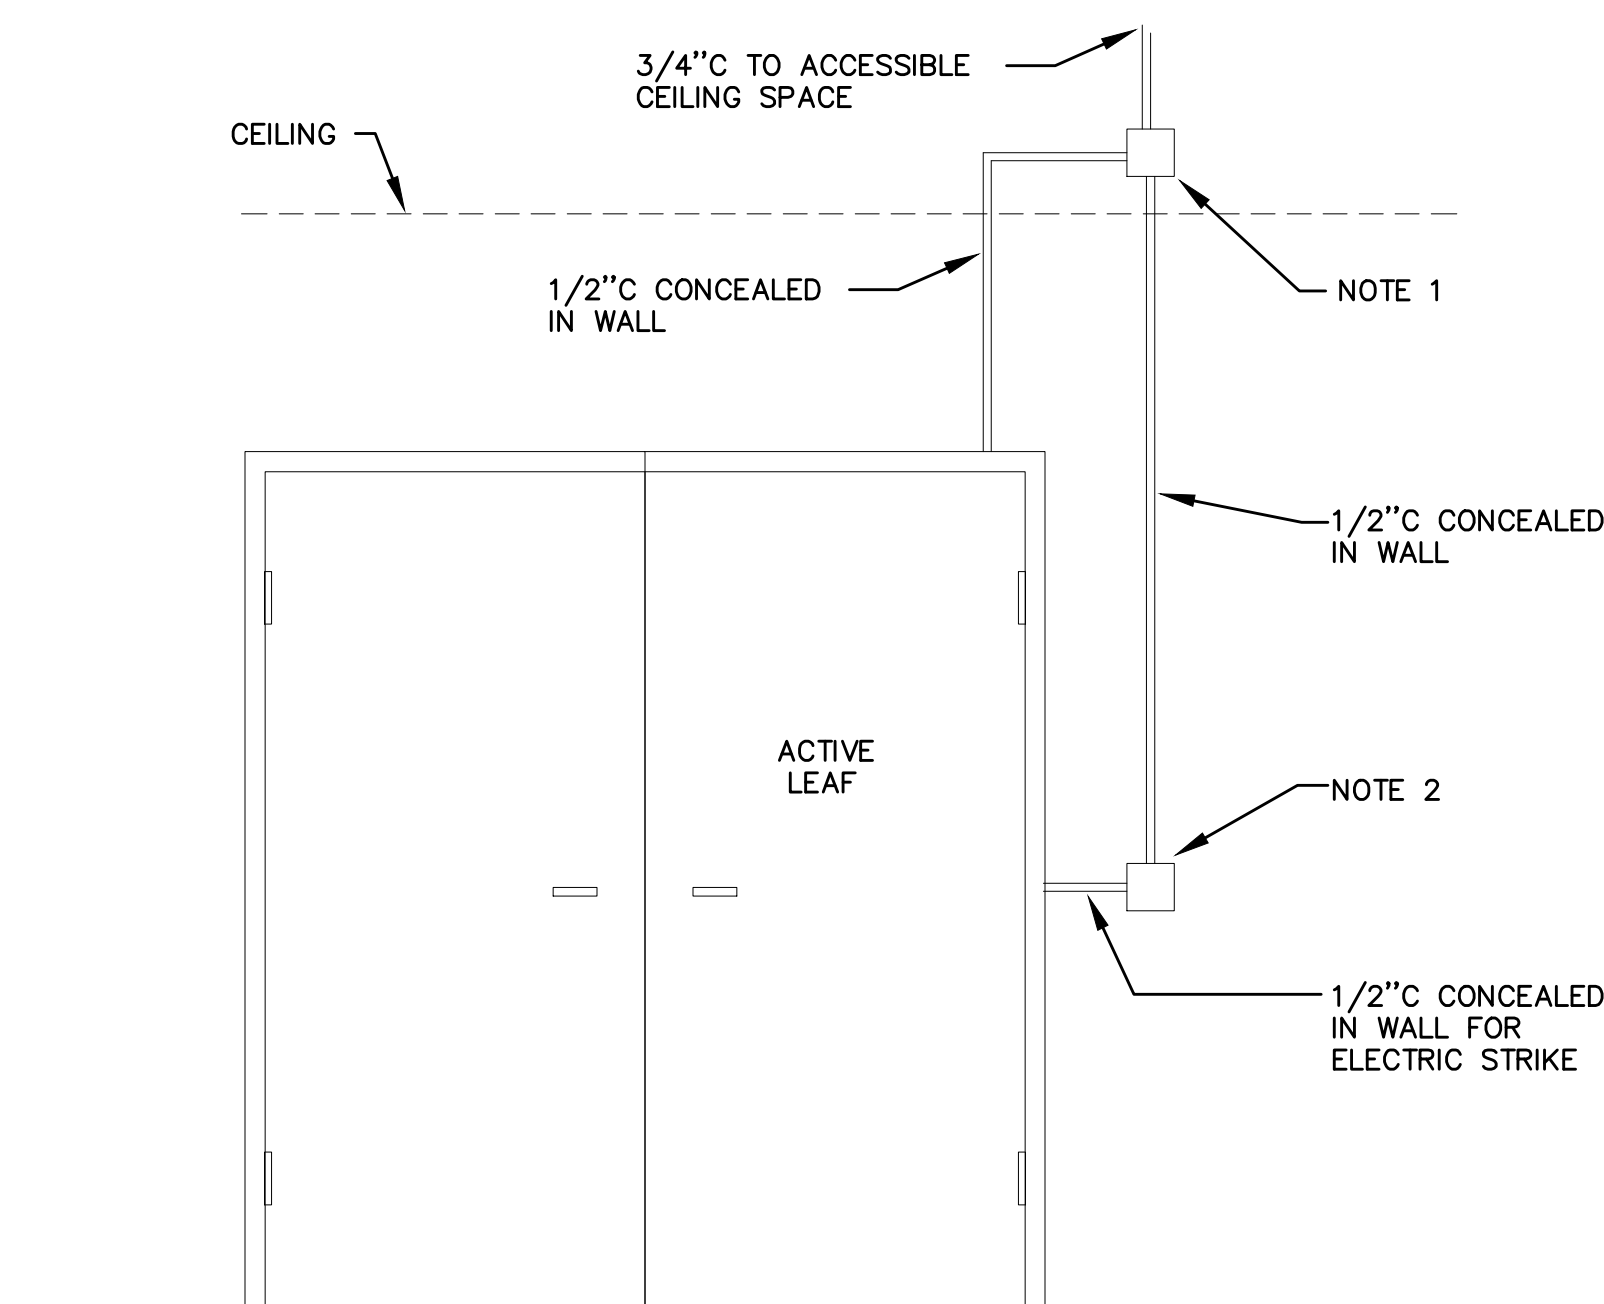 3/4”C TO ACCESSIBLE
CEILING SPACE
CEILING
1/2”C CONCEALED
IN WALL
NOTE 1
1/2”C CONCEALED
IN WALL
ACTIVE
LEAF
NOTE 2
1/2”C CONCEALED
IN WALL FOR
ELECTRIC STRIKE